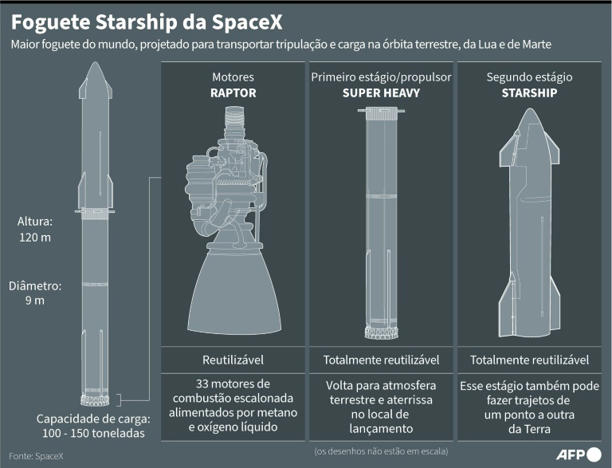 Foguete Starship da SpaceX
Maior foguete do mundo, projetado para transportar tripulação e carga na órbita terrestre, da Lua e de Marte
Altura:
120 m
Diâmetro:
9 m
Capacidade de carga:
100 - 150 toneladas
Motores
RAPTOR
Reutilizável
33 motores de
combustão escalonada
alimentados por metano
e oxígeno líquido
Primeiro estágio/propulsor
SUPER HEAVY
Totalmente reutilizável
Volta para atmosfera
terrestre e aterrissa
no local de
lançamento
Segundo estágio
STARSHIP
Totalmente reutilizável
Esse estágio também pode
fazer trajetos de
um ponto a outra
da Terra
Fonte: SpaceX
(os desenhos não estão em escala)
AFP